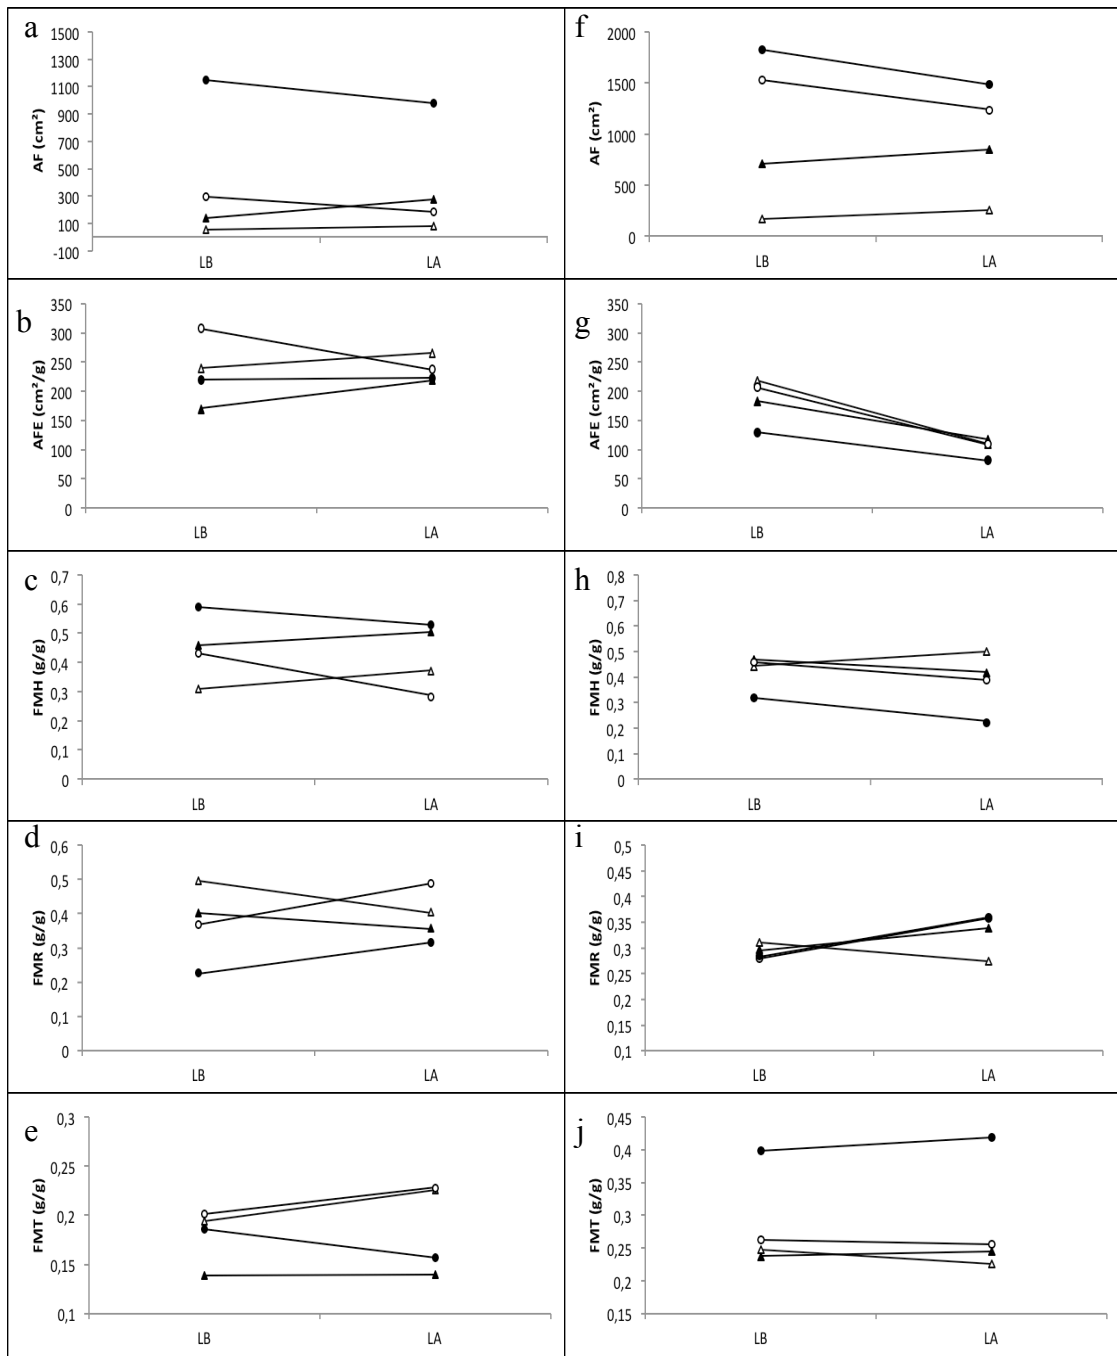 a
1500
1300
1100
900
700
500
300
100
-100
AF (cm²)
LB LA
f
2000
1500
1000
500
0
AF (cm²)
LB LA
b
350
300
250
200
150
100
50
0
AFE (cm²/g)
LB LA
g
350
300
250
200
150
100
50
0
AFE (cm²/g)
LB LA
c
0,7
0,6
0,5
0,4
0,3
0,2
0,1
0
FMH (g/g)
LB LA
h
0,8
0,7
0,6
0,5
0,4
0,3
0,2
0,1
0
FMH (g/g)
LB LA
d
0,6
0,5
0,4
0,3
0,2
0,1
0
FMR (g/g)
LB LA
i
0,5
0,45
0,4
0,35
0,3
0,25
0,2
0,15
0,1
FMR (g/g)
LB LA
e
0,3
0,25
0,2
0,15
0,1
FMT (g/g)
LB LA
j
0,45
0,4
0,35
0,3
0,25
0,2
0,15
FMT (g/g)
LB LA